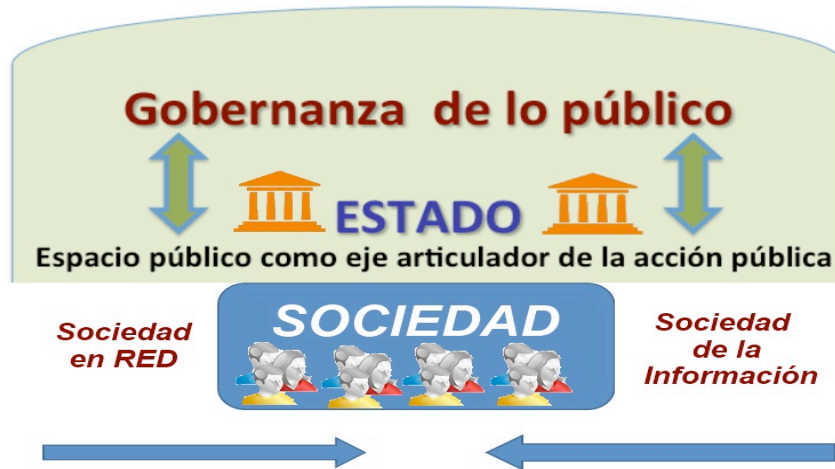 Gobernanza de lo público
ESTADO
Espacio público como eje articulador de la acción pública
SOCIEDAD
Sociedad
en RED
Sociedad
de la
Información